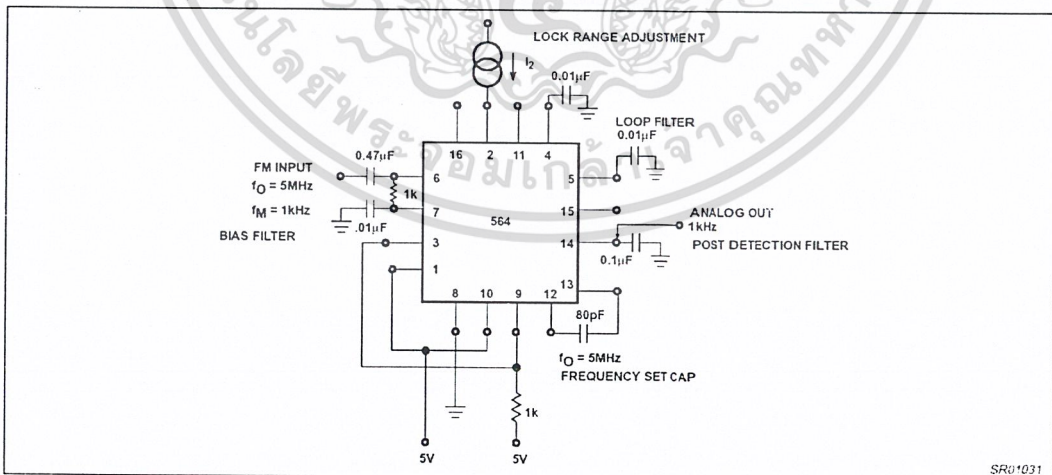 LOCK RANGE ADJUSTMENT
I2
0.01µF
LOOP FILTER
0.01µF
16 2 11 4
FM INPUT
fO = 5MHz
fM = 1kHz
BIAS FILTER
0.47µF
1k
.01µF
6
7
3
1
564
5
15
14
13
ANALOG OUT
1kHz
POST DETECTION FILTER
0.1µF
8 10 9 12
80pF
fO = 5MHz
FREQUENCY SET CAP
1k
5V 5V
SR01031